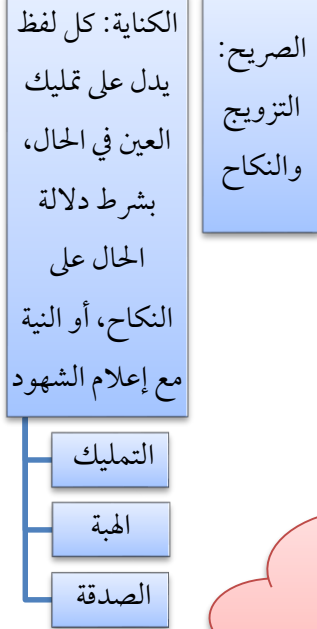 الصريح:
التزويج
والنكاح
الكناية: كل لفظ
يدل على تمليك
العين في الحال،
بشرط دلالة
الحال على
النكاح، أو النية
مع إعلام الشهود
التمليك
الهبة
الصدقة